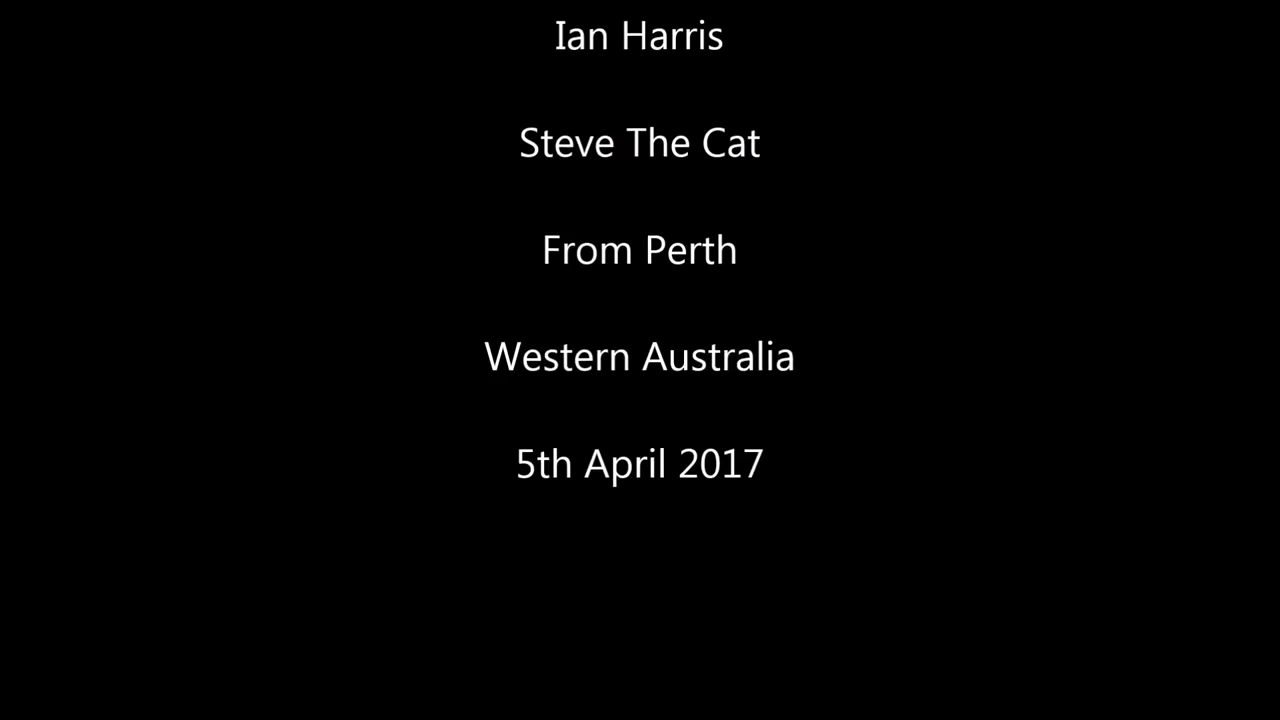 Ian Harris
Steve The Cat
From Perth
Western Australia
5th April 2017